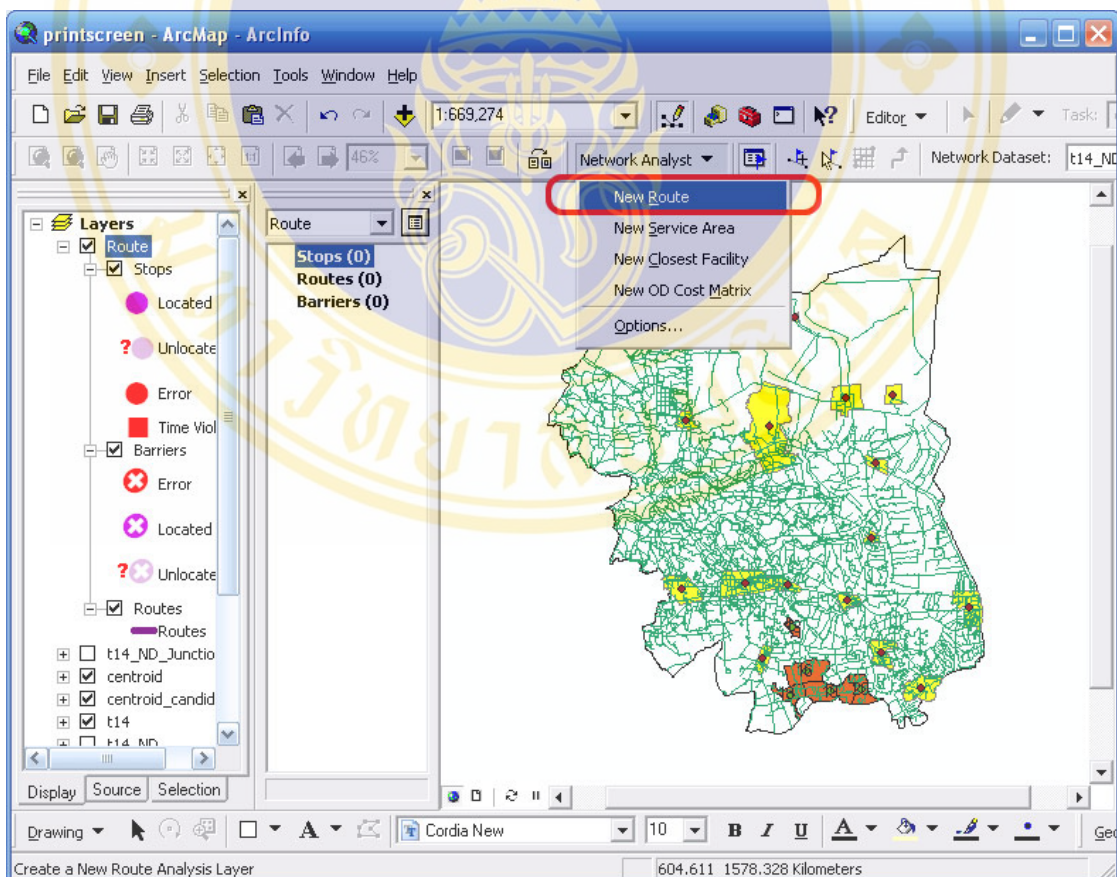 printscreen - ArcMap - ArcInfo
File Edit View Insert Selection Tools Window Help
1:669,274 Editor Task:
46% Network Analyst Network Dataset: t14_ND
New Route
New Service Area
New Closest Facility
New OD Cost Matrix
Options...
Layers
Route
Stops
Located
? Unlocate
Error
Time Viol
Barriers
Error
Located
? Unlocate
Routes
Routes
t14_ND_Junctio
centroid
centroid_candid
t14
t14_ND
Display Source Selection
Route
Stops (0)
Routes (0)
Barriers (0)
Drawing A Cordia New 10 B I U A
Create a New Route Analysis Layer 604.611 1578.328 Kilometers